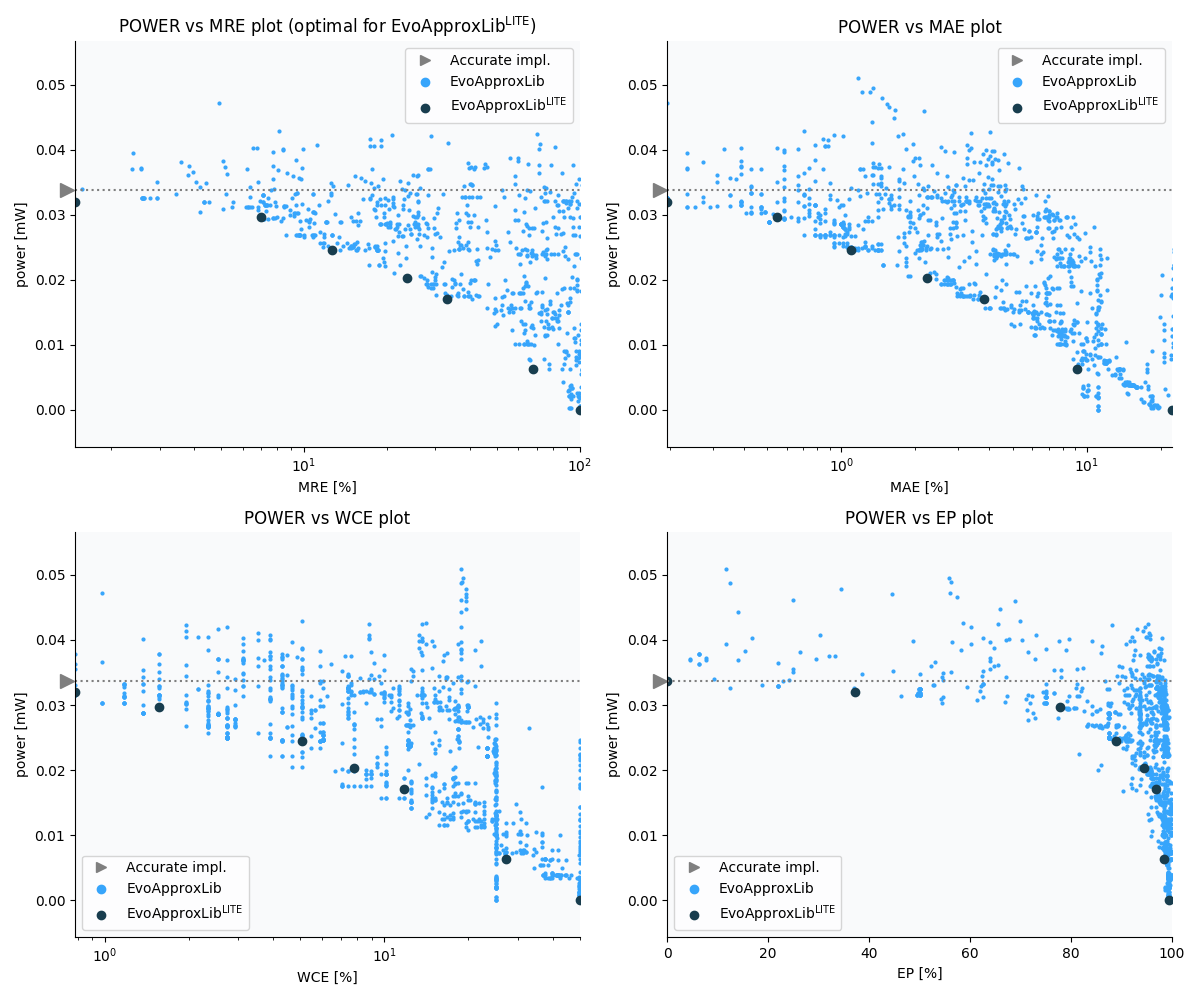 POWER vs MRE plot (optimal for EvoApproxLib^LITE)
Accurate impl.
EvoApproxLib
EvoApproxLib^LITE
0.05
0.04
0.03
0.02
0.01
0.00
power [mW]
10^1
10^2
MRE [%]
POWER vs MAE plot
Accurate impl.
EvoApproxLib
EvoApproxLib^LITE
0.05
0.04
0.03
0.02
0.01
0.00
power [mW]
10^0
10^1
MAE [%]
POWER vs WCE plot
0.05
0.04
0.03
0.02
0.01
0.00
power [mW]
Accurate impl.
EvoApproxLib
EvoApproxLib^LITE
10^0
10^1
WCE [%]
POWER vs EP plot
0.05
0.04
0.03
0.02
0.01
0.00
power [mW]
Accurate impl.
EvoApproxLib
EvoApproxLib^LITE
0 20 40 60 80 100
EP [%]